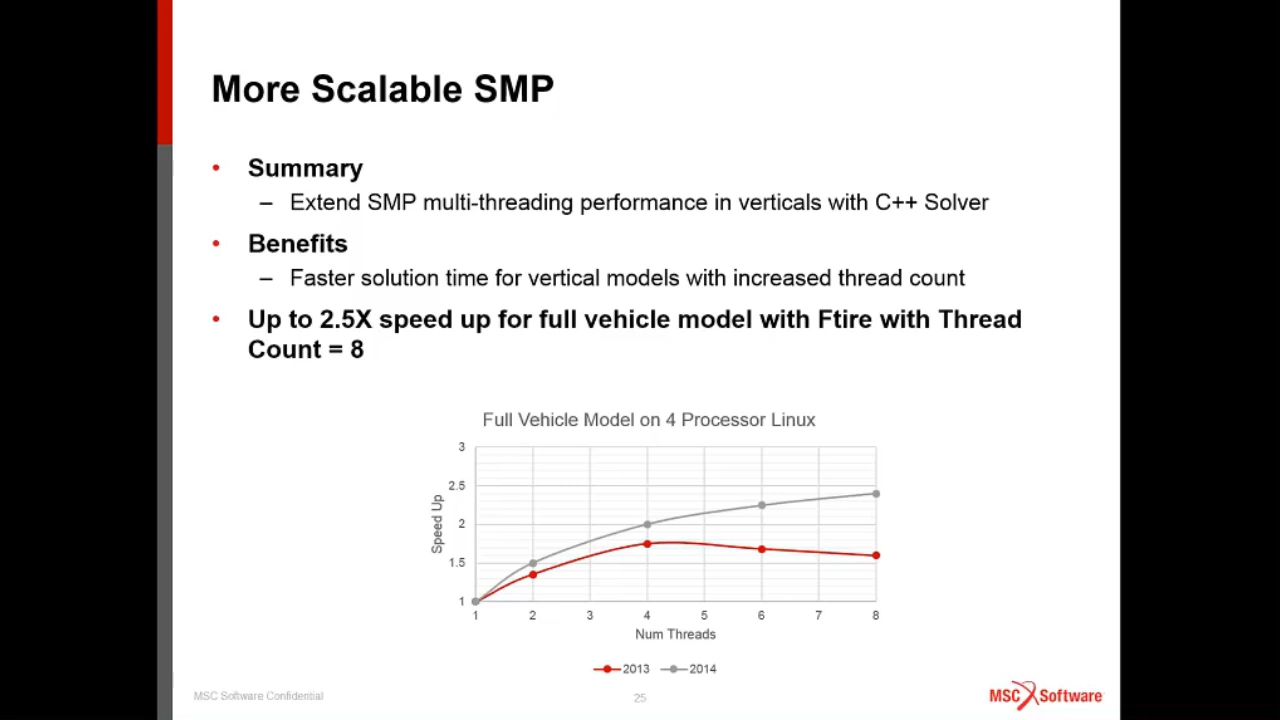 More Scalable SMP
• Summary
– Extend SMP multi-threading performance in verticals with C++ Solver
• Benefits
– Faster solution time for vertical models with increased thread count
• Up to 2.5X speed up for full vehicle model with Ftire with Thread
Count = 8
Full Vehicle Model on 4 Processor Linux
3
2.5
2
1.5
1
Speed Up
1 2 3 4 5 6 7 8
Num Threads
2013 2014
MSC Software Confidential
25
MSC Software